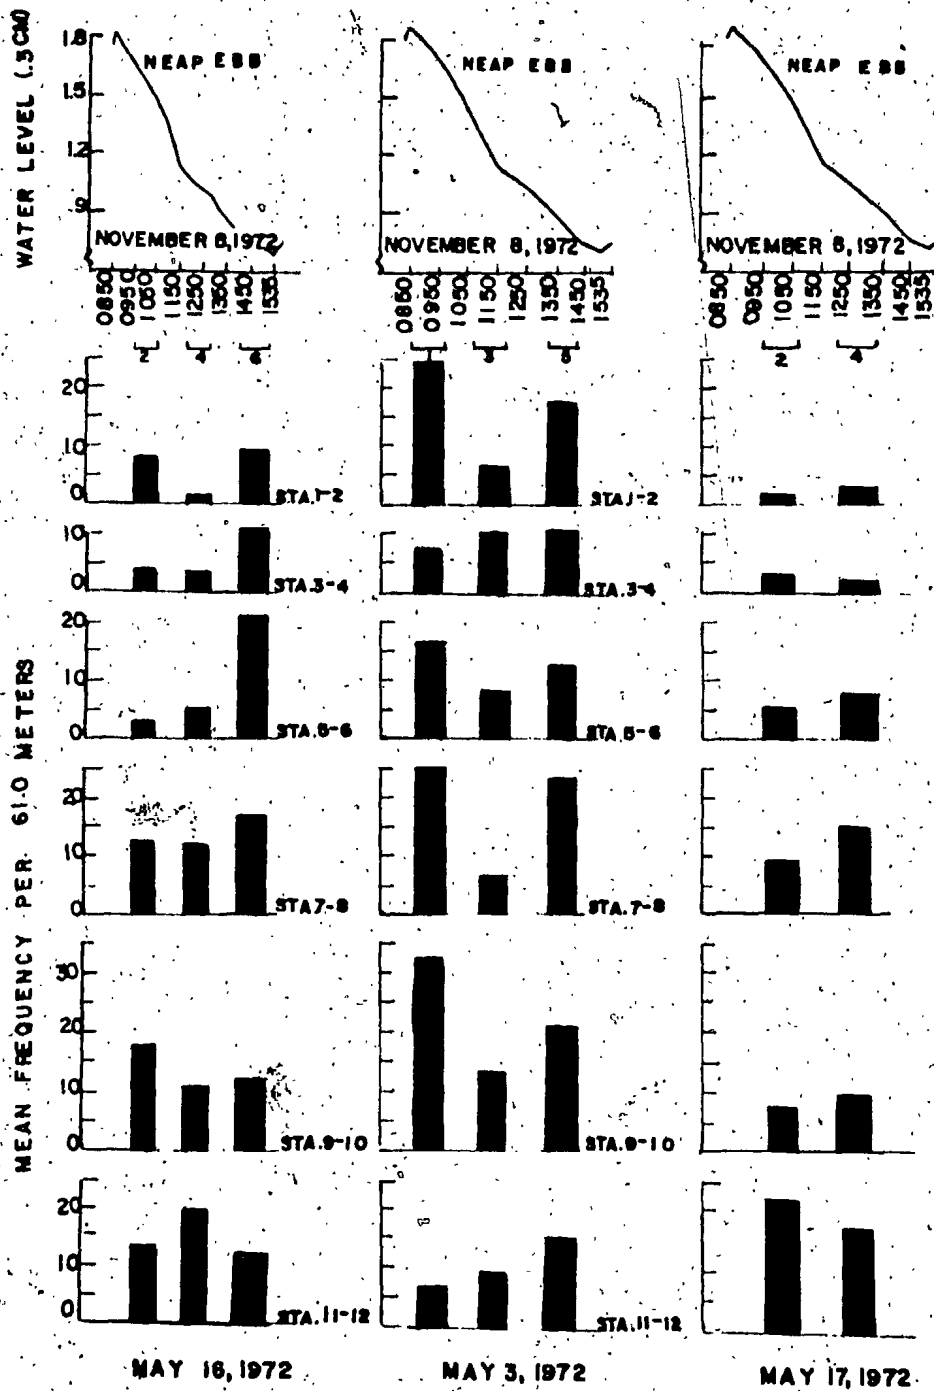 WATER LEVEL (.3CM)
1.8
1.5
1.2
.9
NEAP EBB
NOVEMBER 8,1972
0850
0950
1050
1150
1250
1350
1450
1535
2
4
6
NEAP EBB
NOVEMBER 8,1972
0850
0950
1050
1150
1250
1350
1450
1535
1
3
5
NEAP EBB
NOVEMBER 8,1972
0850
0950
1050
1150
1250
1350
1450
1535
2
4
MEAN FREQUENCY PER 61.0 METERS
20
10
0
STA.1-2
STA.1-2
10
0
STA.3-4
STA.3-4
20
10
0
STA.5-6
STA.5-6
20
10
0
STA.7-8
STA.7-8
30
20
10
0
STA.9-10
STA.9-10
20
10
0
STA.11-12
STA.11-12
MAY 16,1972
MAY 3,1972
MAY 17,1972